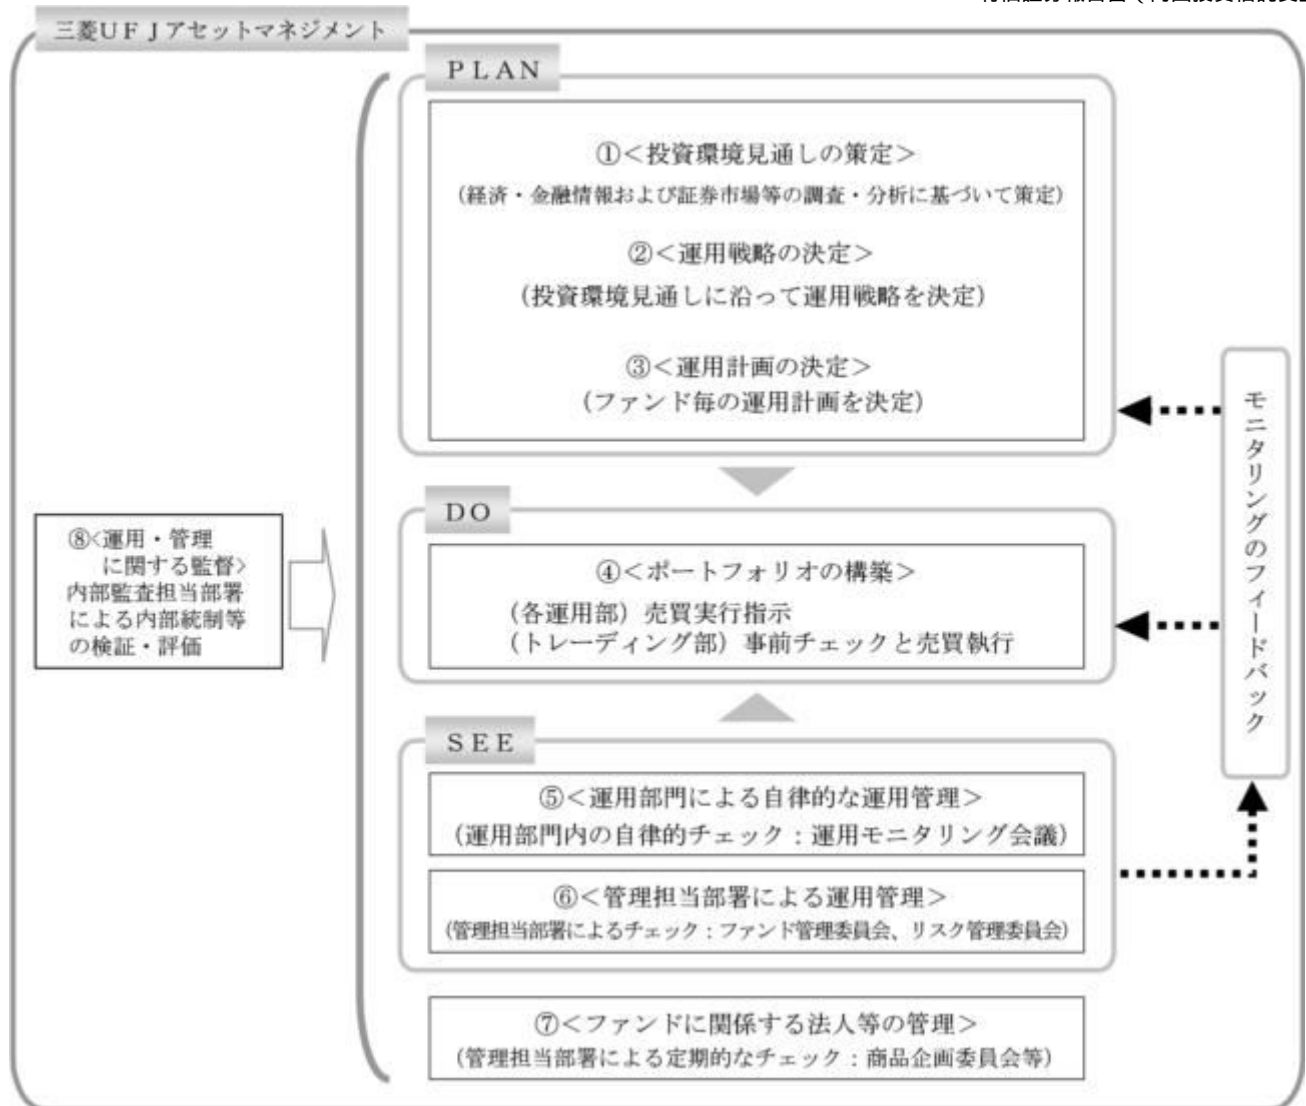 三菱UFJアセットマネジメント
PLAN
①<投資環境見通しの策定>
(経済・金融情報および証券市場等の調査・分析に基づいて策定)
②<運用戦略の決定>
(投資環境見通しに沿って運用戦略を決定)
③<運用計画の決定>
(ファンド毎の運用計画を決定)
DO
④<ポートフォリオの構築>
(各運用部)売買実行指示
(トレーディング部)事前チェックと売買執行
SEE
⑤<運用部門による自律的な運用管理>
(運用部門内の自律的チェック:運用モニタリング会議)
⑥<管理担当部署による運用管理>
(管理担当部署によるチェック:ファンド管理委員会、リスク管理委員会)
⑦<ファンドに関係する法人等の管理>
(管理担当部署による定期的なチェック:商品企画委員会等)
⑧<運用・管理
に関する監督>
内部監査担当部署
による内部統制等
の検証・評価
モニタリングのフィードバック